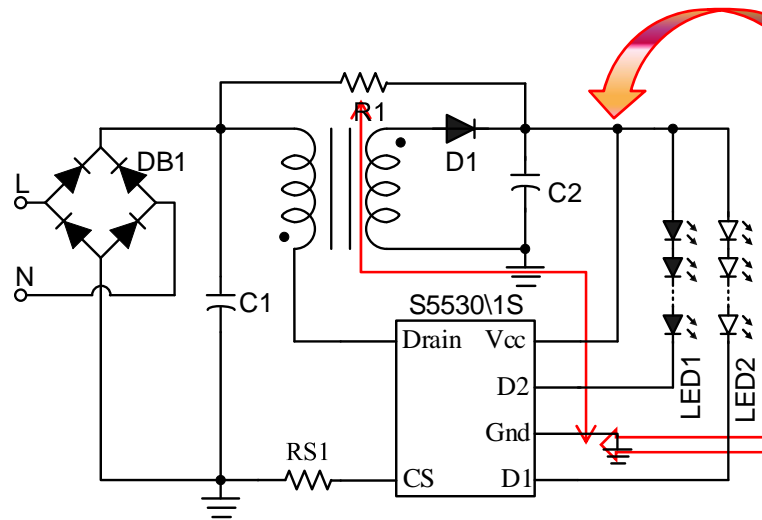 R1
DB1
D1
L
C2
N
C1
S5530\1S
Drain
Vcc
D2
LED1
LED2
Gnd
RS1
CS
D1